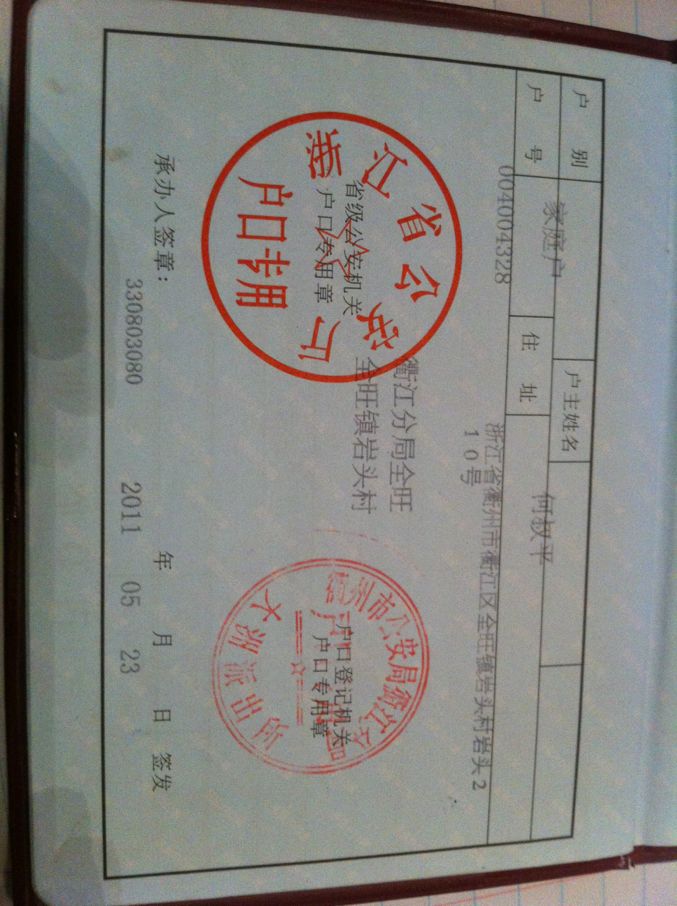 户 别 家庭户 户主姓名 何叔平
户 号 004004328 住 址 浙江省衢州市衢江区全旺镇岩头村岩头2
10号
衢江分局全旺
全旺镇岩头村
浙江省公安厅
省级公安机关
户口专用章
户口专用
衢州市公安局衢江分局
户口登记机关
户口专用章
大洲派出所
承办人签章: 330803080 2011 年 05 月 23 日 签发